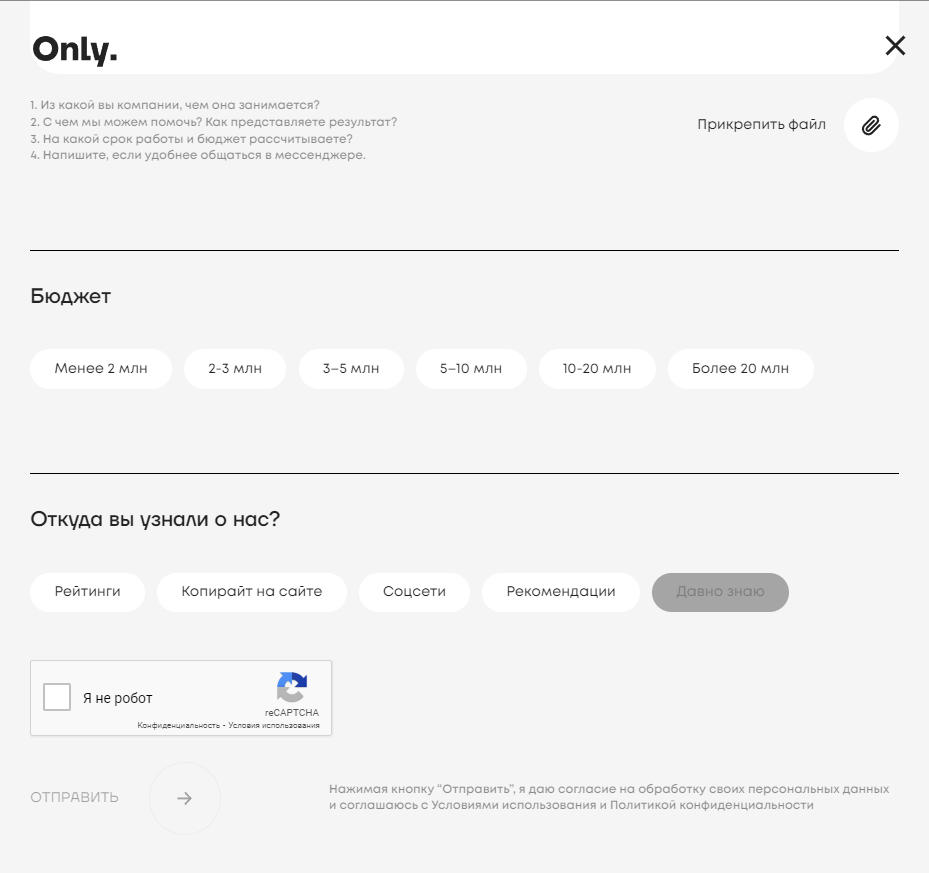 Only.
1. Из какой вы компании, чем она занимается?
2. С чем мы можем помочь? Как представляете результат?
3. На какой срок работы и бюджет рассчитываете?
4. Напишите, если удобнее общаться в мессенджере.
Прикрепить файл
Бюджет
Менее 2 млн 2-3 млн 3–5 млн 5–10 млн 10-20 млн Более 20 млн
Откуда вы узнали о нас?
Рейтинги Копирайт на сайте Соцсети Рекомендации Давно знаю
Я не робот
reCAPTCHA
Конфиденциальность - Условия использования
ОТПРАВИТЬ
Нажимая кнопку “Отправить”, я даю согласие на обработку своих персональных данных
и соглашаюсь с Условиями использования и Политикой конфиденциальности